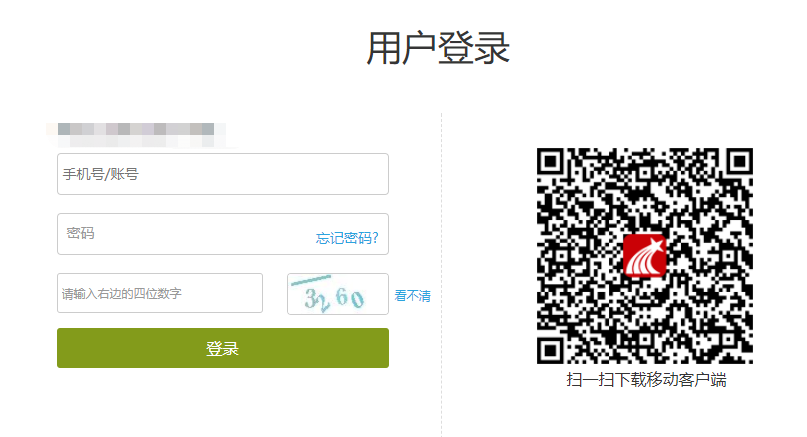 用户登录
手机号/账号
密码
忘记密码?
请输入右边的四位数字
3260
看不清
登录
扫一扫下载移动客户端